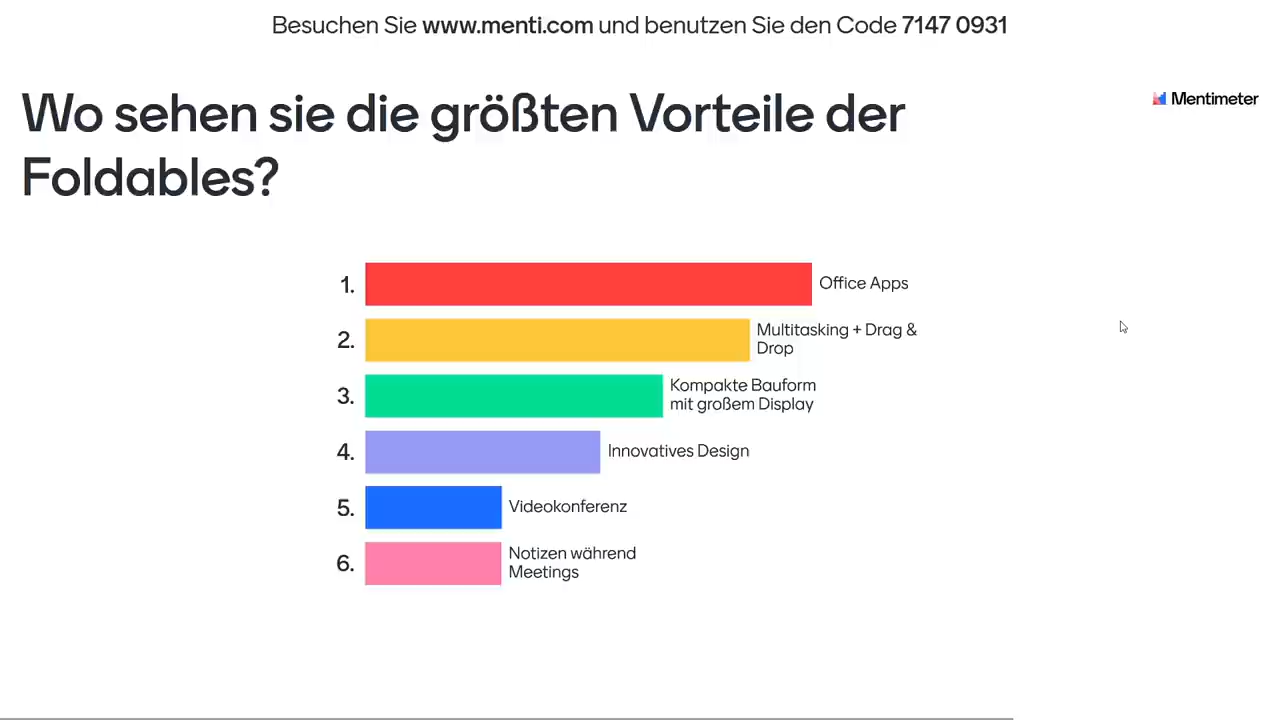 Besuchen Sie www.menti.com und benutzen Sie den Code 7147 0931
Wo sehen sie die größten Vorteile der
Foldables?
Mentimeter
1.
Office Apps
2.
Multitasking + Drag &
Drop
3.
Kompakte Bauform
mit großem Display
4.
Innovatives Design
5.
Videokonferenz
6.
Notizen während
Meetings